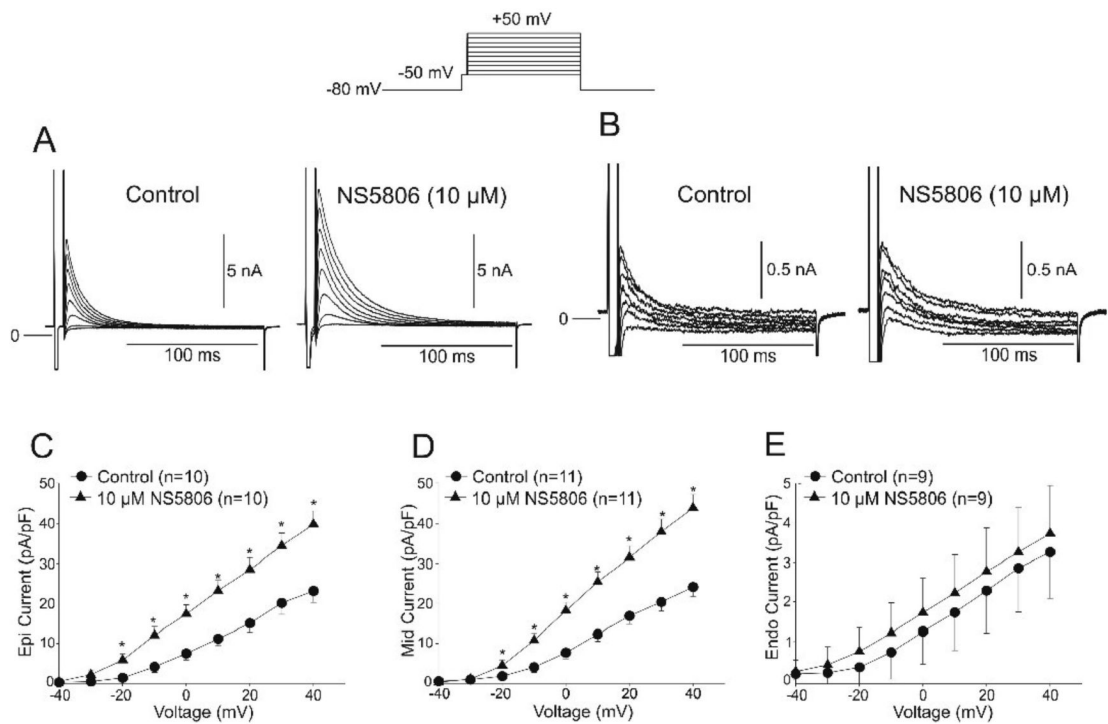 +50 mV
-50 mV
-80 mV
A
B
Control
NS5806 (10 µM)
Control
NS5806 (10 µM)
5 nA
5 nA
0.5 nA
0.5 nA
0
0
100 ms
100 ms
100 ms
100 ms
C
Control (n=10)
10 µM NS5806 (n=10)
Epi Current (pA/pF)
50
40
30
20
10
0
* * * * * * *
-40 -20 0 20 40
Voltage (mV)
D
Control (n=11)
10 µM NS5806 (n=11)
Mid Current (pA/pF)
50
40
30
20
10
0
* * * * * * *
-40 -20 0 20 40
Voltage (mV)
E
Control (n=9)
10 µM NS5806 (n=9)
Endo Current (pA/pF)
5
4
3
2
1
0
-40 -20 0 20 40
Voltage (mV)